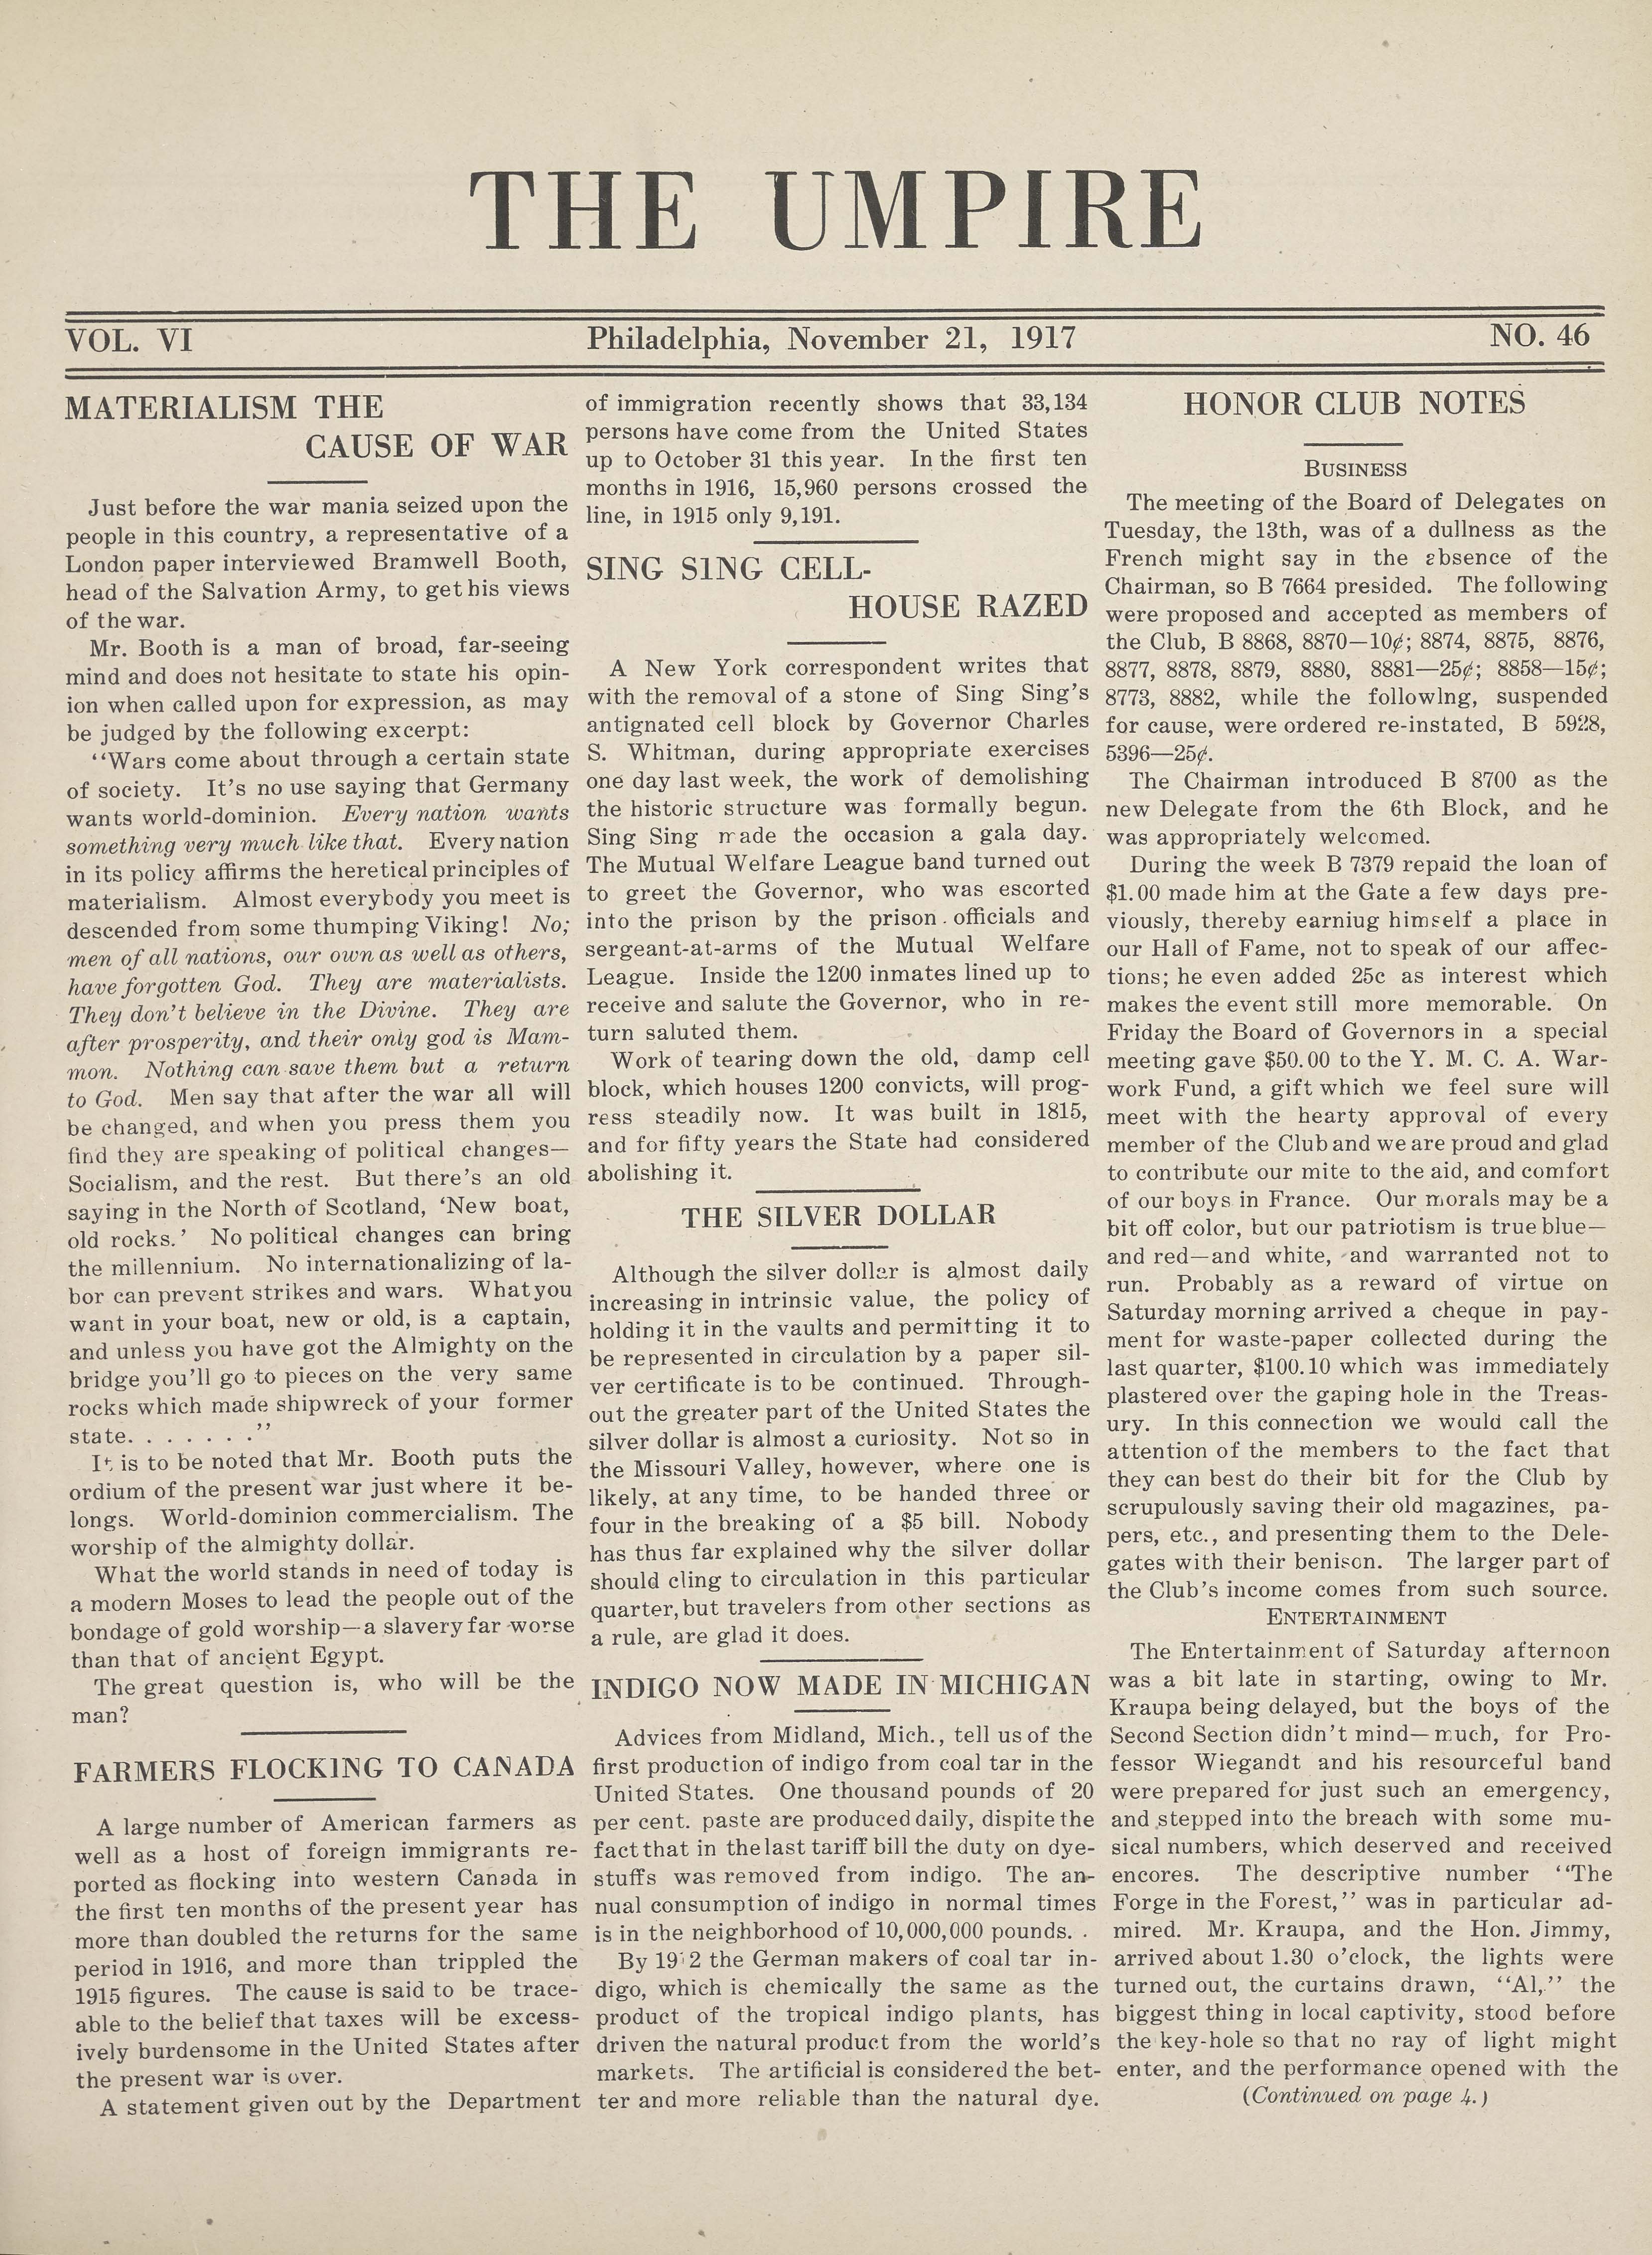 THE UMPIRE
VOL. VI
Philadelphia, November 21, 1917
NO. 46
MATERIALISM THE
CAUSE OF WAR
Just before the war mania seized upon the
people in this country, a representative of a
London paper interviewed Bramwell Booth,
head of the Salvation Army, to get his views
of the war.
Mr. Booth is a man of broad, far-seeing
mind and does not hesitate to state his opin-
ion when called upon for expression, as may
be judged by the following excerpt:
‘‘Wars come about through a certain state
of society. It's no use saying that Germany
wants world-dominion. Every nation wants
something very much like that. Every nation
in its policy affirms the heretical principles of
materialism. Almost everybody you meet is
descended from some thumping Viking! No;
men of all nations, our own as well as others,
have forgotten God. They are materialists.
They don't believe in the Divine. They are
after prosperity, and their only god is Mam-
mon. Nothing can save them but a return
to God. Men say that after the war all will
be changed, and when you press them you
find they are speaking of political changes—
Socialism, and the rest. But there's an old
saying in the North of Scotland, ‘New boat,
old rocks.’ No political changes can bring
the millennium. No internationalizing of la-
bor can prevent strikes and wars. What you
want in your boat, new or old, is a captain,
and unless you have got the Almighty on the
bridge you'll go to pieces on the very same
rocks which made shipwreck of your former
state. . . . . . . .’’
It is to be noted that Mr. Booth puts the
ordium of the present war just where it be-
longs. World-dominion commercialism. The
worship of the almighty dollar.
What the world stands in need of today is
a modern Moses to lead the people out of the
bondage of gold worship—a slavery far worse
than that of ancient Egypt.
The great question is, who will be the
man?
FARMERS FLOCK1NG TO CANADA
A large number of American farmers as
well as a host of foreign immigrants re-
ported as flocking into western Canada in
the first ten months of the present year has
more than doubled the returns for the same
period in 1916, and more than trippled the
1915 figures. The cause is said to be trace-
able to the belief that taxes will be excess-
ively burdensome in the United States after
the present war is over.
A statement given out by the Department
of immigration recently shows that 33,134
persons have come from the United States
up to October 31 this year. In the first ten
months in 1916, 15,960 persons crossed the
line, in 1915 only 9,191.
SING S1NG CELL-
HOUSE RAZED
A New York correspondent writes that
with the removal of a stone of Sing Sing's
antignated cell block by Governor Charles
S. Whitman, during appropriate exercises
one day last week, the work of demolishing
the historic structure was formally begun.
Sing Sing made the occasion a gala day.
The Mutual Welfare League band turned out
to greet the Governor, who was escorted
into the prison by the prison officials and
sergeant-at-arms of the Mutual Welfare
League. Inside the 1200 inmates lined up to
receive and salute the Governor, who in re-
turn saluted them.
Work of tearing down the old, damp cell
block, which houses 1200 convicts, will prog-
ress steadily now. It was built in 1815,
and for fifty years the State had considered
abolishing it.
THE SILVER DOLLAR
Although the silver dollar is almost daily
increasing in intrinsic value, the policy of
holding it in the vaults and permitting it to
be represented in circulation by a paper sil-
ver certificate is to be continued. Through-
out the greater part of the United States the
silver dollar is almost a curiosity. Not so in
the Missouri Valley, however, where one is
likely, at any time, to be handed three or
four in the breaking of a $5 bill. Nobody
has thus far explained why the silver dollar
should cling to circulation in this particular
quarter, but travelers from other sections as
a rule, are glad it does.
INDIGO NOW MADE IN MICHIGAN
Advices from Midland, Mich., tell us of the
first production of indigo from coal tar in the
United States. One thousand pounds of 20
per cent. paste are produced daily, dispite the
fact that in the last tariff bill the duty on dye-
stuffs was removed from indigo. The an-
nual consumption of indigo in normal times
is in the neighborhood of 10,000,000 pounds.
By 1912 the German makers of coal tar in-
digo, which is chemically the same as the
product of the tropical indigo plants, has
driven the natural product from the world's
markets. The artificial is considered the bet-
ter and more reliable than the natural dye.
HONOR CLUB NOTES
BUSINESS
The meeting of the Board of Delegates on
Tuesday, the 13th, was of a dullness as the
French might say in the absence of the
Chairman, so B 7664 presided. The following
were proposed and accepted as members of
the Club, B 8868, 8870—10¢; 8874, 8875, 8876,
8877, 8878, 8879, 8880, 8881—25¢; 8858—15¢;
8773, 8882, while the followlng, suspended
for cause, were ordered re-instated, B 5928,
5396—25¢.
The Chairman introduced B 8700 as the
new Delegate from the 6th Block, and he
was appropriately welcomed.
During the week B 7379 repaid the loan of
$1.00 made him at the Gate a few days pre-
viously, thereby earniug himself a place in
our Hall of Fame, not to speak of our affec-
tions; he even added 25c as interest which
makes the event still more memorable. On
Friday the Board of Governors in a special
meeting gave $50.00 to the Y. M. C. A. War-
work Fund, a gift which we feel sure will
meet with the hearty approval of every
member of the Club and we are proud and glad
to contribute our mite to the aid, and comfort
of our boys in France. Our morals may be a
bit off color, but our patriotism is true blue—
and red—and white, and warranted not to
run. Probably as a reward of virtue on
Saturday morning arrived a cheque in pay-
ment for waste-paper collected during the
last quarter, $100.10 which was immediately
plastered over the gaping hole in the Treas-
ury. In this connection we would call the
attention of the members to the fact that
they can best do their bit for the Club by
scrupulously saving their old magazines, pa-
pers, etc., and presenting them to the Dele-
gates with their benison. The larger part of
the Club's income comes from such source.
ENTERTAINMENT
The Entertainment of Saturday afternoon
was a bit late in starting, owing to Mr.
Kraupa being delayed, but the boys of the
Second Section didn't mind—much, for Pro-
fessor Wiegandt and his resourceful band
were prepared for just such an emergency,
and stepped into the breach with some mu-
sical numbers, which deserved and received
encores. The descriptive number ‘‘The
Forge in the Forest,’’ was in particular ad-
mired. Mr. Kraupa, and the Hon. Jimmy,
arrived about 1.30 o'clock, the lights were
turned out, the curtains drawn, ‘‘Al,’’ the
biggest thing in local captivity, stood before
the key-hole so that no ray of light might
enter, and the performance opened with the
(Continued on page 4.)